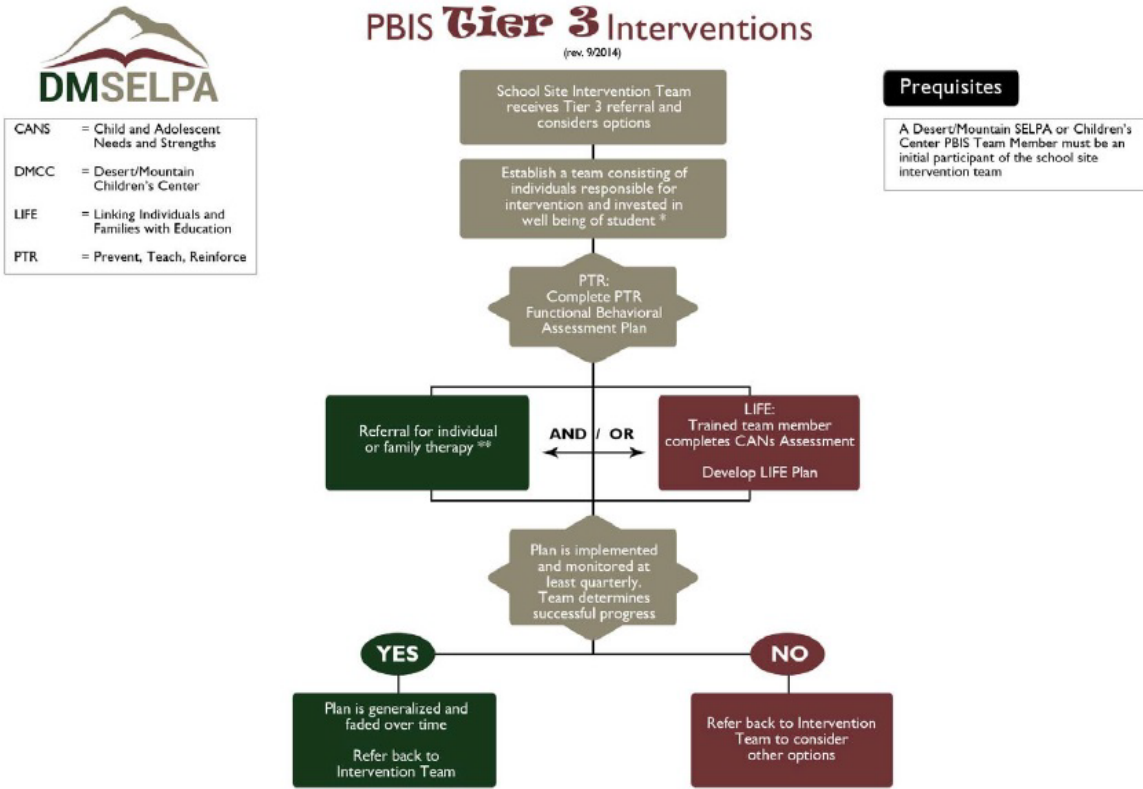 PBIS Tier 3 Interventions
(rev. 9/2014)
DMSELPA
CANS = Child and Adolescent
Needs and Strengths
DMCC = Desert/Mountain
Children's Center
LIFE = Linking Individuals and
Families with Education
PTR = Prevent, Teach, Reinforce
School Site Intervention Team
receives Tier 3 referral and
considers options
Prequisites
A Desert/Mountain SELPA or Children's
Center PBIS Team Member must be an
initial participant of the school site
intervention team
Establish a team consisting of
individuals responsible for
intervention and invested in
well being of student *
PTR:
Complete PTR
Functional Behavioral
Assessment Plan
Referral for individual
or family therapy **
AND / OR
LIFE:
Trained team member
completes CANs Assessment
Develop LIFE Plan
Plan is implemented
and monitored at
least quarterly.
Team determines
successful progress
YES
NO
Plan is generalized and
faded over time
Refer back to
Intervention Team
Refer back to Intervention
Team to consider
other options